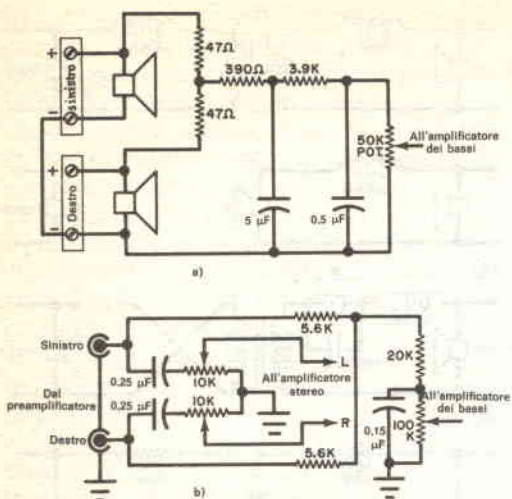 +
sinistro
-
47Ω
47Ω
390Ω
3.9K
+
Destro
-
50K
POT.
All'amplificatore
dei bassi
5 µF
0.5 µF
a)
5.6K
Sinistro
0.25 µF
10K
All'amplificatore
stereo
L
20K
Dal
preamplificatore
0.25 µF
10K
R
0,15µF
100
K
All'amplificatore
dei bassi
Destro
5.6K
b)